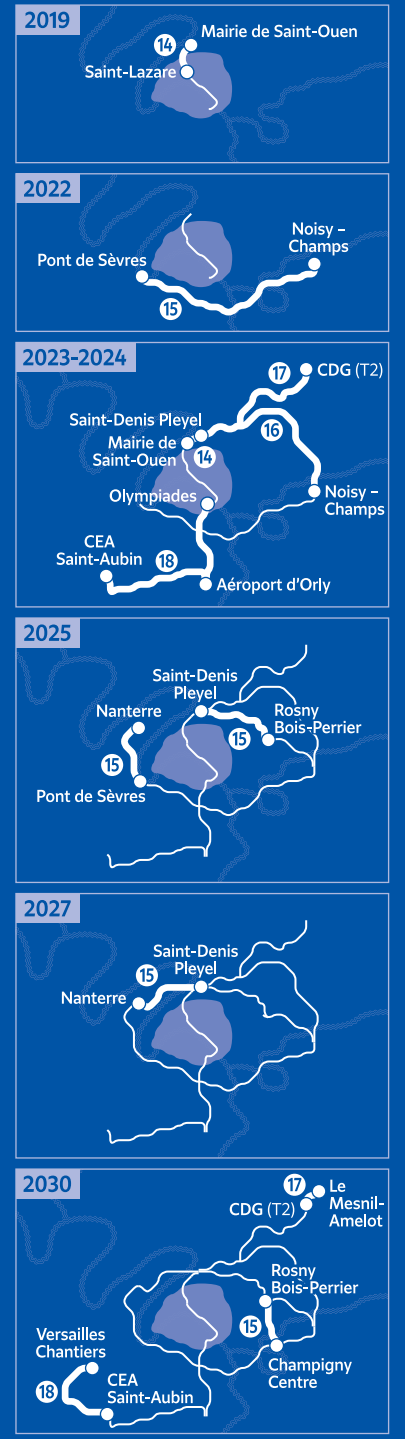 2019
14
Mairie de Saint-Ouen
Saint-Lazare
2022
Noisy –
Champs
Pont de Sèvres
15
2023-2024
17
CDG (T2)
Saint-Denis Pleyel
16
Mairie de
Saint-Ouen
14
Olympiades
Noisy –
Champs
CEA
Saint-Aubin
18
Aéroport d'Orly
2025
Saint-Denis
Pleyel
Nanterre
Rosny
Bois-Perrier
15
15
Pont de Sèvres
2027
Saint-Denis
Pleyel
15
Nanterre
2030
17
Le
Mesnil-
Amelot
CDG (T2)
Rosny
Bois-Perrier
15
Versailles
Chantiers
Champigny
Centre
18
CEA
Saint-Aubin